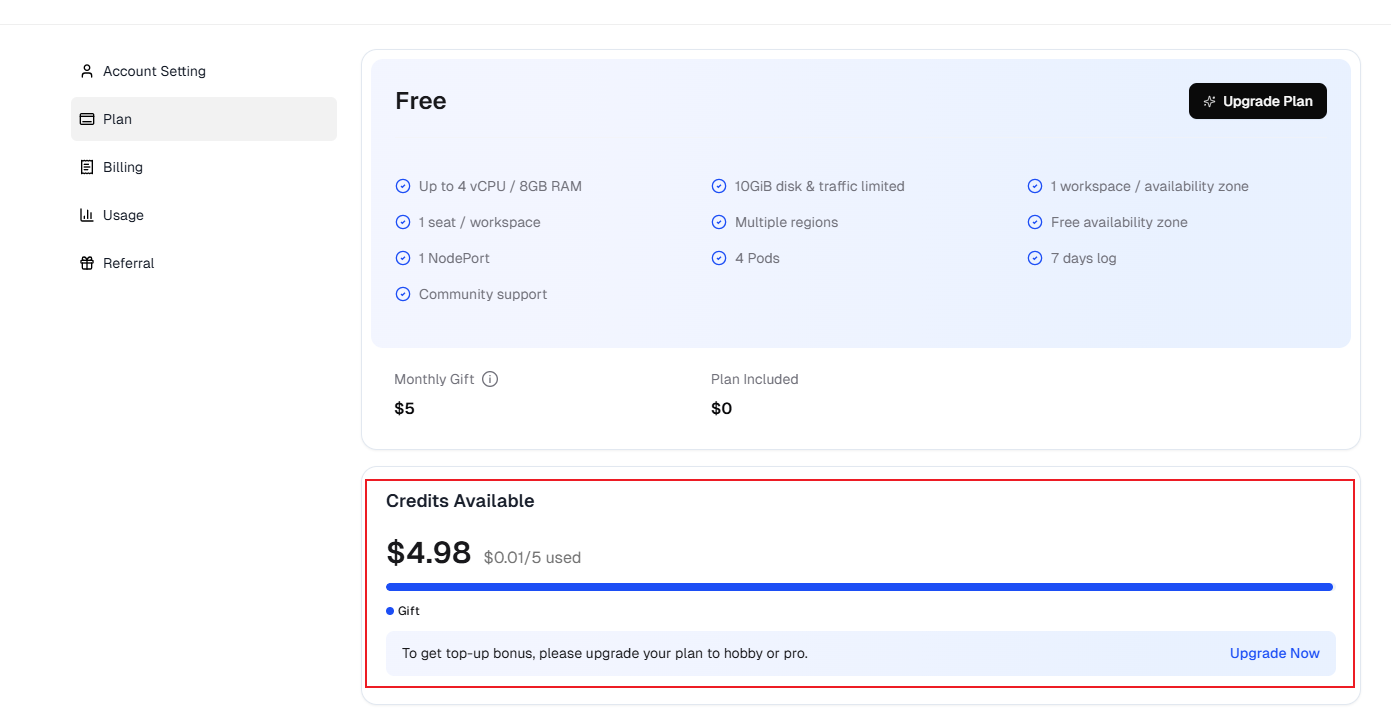 Account Setting
Plan
Billing
Usage
Referral
Free
Upgrade Plan
Up to 4 vCPU / 8GB RAM
10GiB disk & traffic limited
1 workspace / availability zone
1 seat / workspace
Multiple regions
Free availability zone
1 NodePort
4 Pods
7 days log
Community support
Monthly Gift
Plan Included
$5
$0
Credits Available
$4.98 $0.01/5 used
Gift
To get top-up bonus, please upgrade your plan to hobby or pro.
Upgrade Now